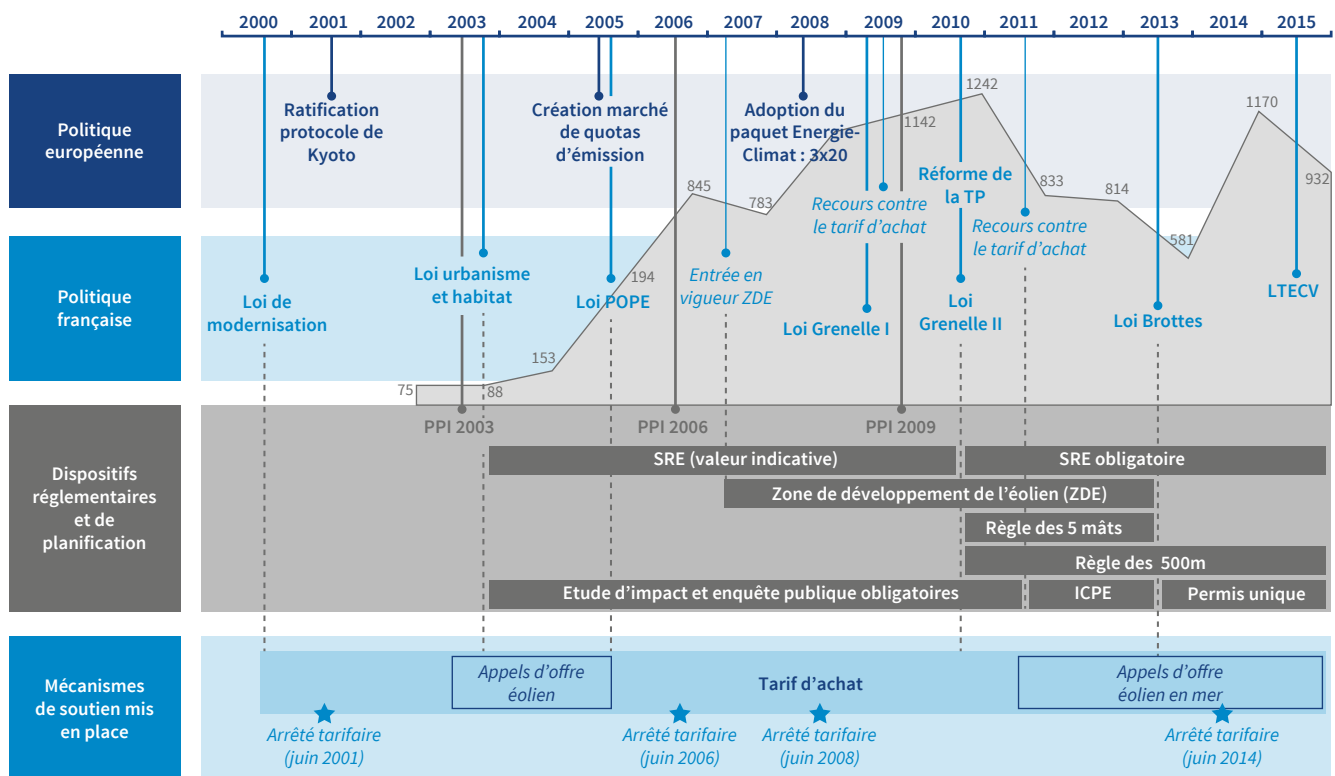 2000 2001 2002 2003 2004 2005 2006 2007 2008 2009 2010 2011 2012 2013 2014 2015
Politique
européenne
Ratification
protocole de
Kyoto
Création marché
de quotas
d’émission
Adoption du
paquet Energie-
Climat : 3x20
845
783
1142
1242
833
814
1170
932
Réforme de
la TP
Recours contre
le tarif d’achat
Recours contre
le tarif d’achat
Politique
française
Loi de
modernisation
Loi urbanisme
et habitat
Loi POPE
194
Entrée en
vigueur ZDE
Loi Grenelle I
Loi
Grenelle II
581
Loi Brottes
LTECV
75
88
153
Dispositifs
réglementaires
et de
planification
PPI 2003
PPI 2006
PPI 2009
SRE (valeur indicative)
SRE obligatoire
Zone de développement de l’éolien (ZDE)
Règle des 5 mâts
Règle des 500m
Etude d’impact et enquête publique obligatoires
ICPE
Permis unique
Mécanismes
de soutien mis
en place
Appels d’offre
éolien
Tarif d’achat
Appels d’offre
éolien en mer
Arrêté tarifaire
(juin 2001)
Arrêté tarifaire
(juin 2006)
Arrêté tarifaire
(juin 2008)
Arrêté tarifaire
(juin 2014)